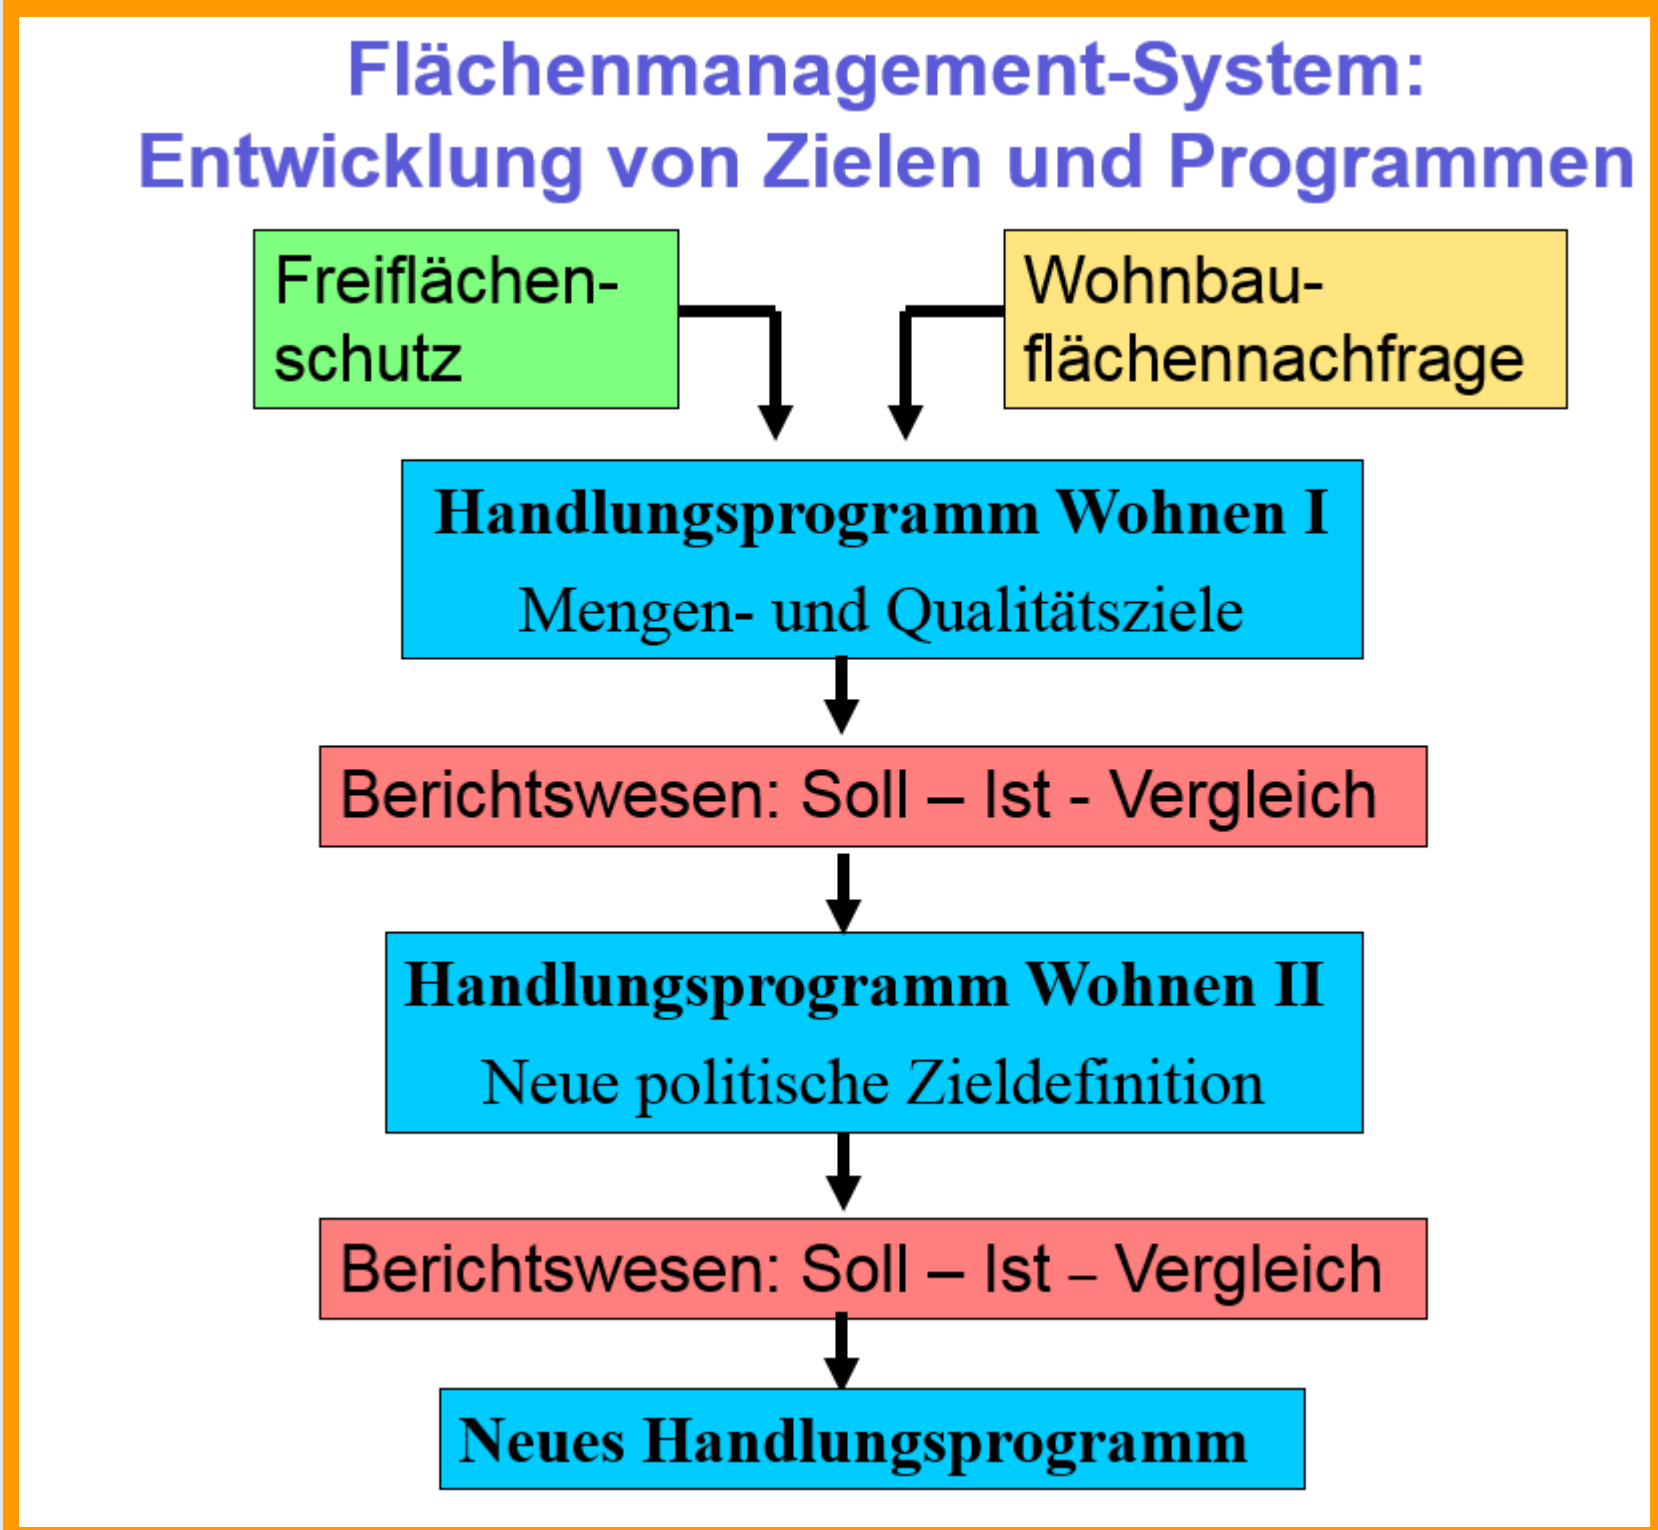 Flächenmanagement-System:
Entwicklung von Zielen und Programmen
Freiflächen-
schutz
Wohnbau-
flächennachfrage
Handlungsprogramm Wohnen I
Mengen- und Qualitätsziele
Berichtswesen: Soll – Ist - Vergleich
Handlungsprogramm Wohnen II
Neue politische Zieldefinition
Berichtswesen: Soll – Ist – Vergleich
Neues Handlungsprogramm